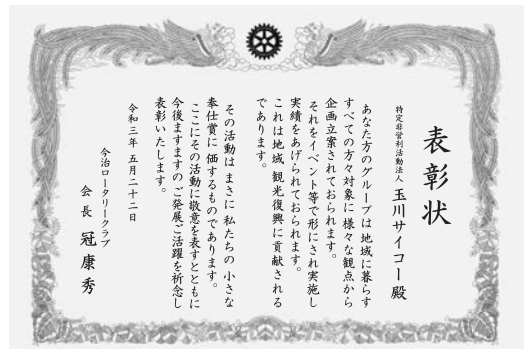 表彰状
特定非営利活動法人 玉川サイコー殿
あなた方のグループは地域に暮らす
すべての方々対象に様々な観点から
企画立案されておられます。
それをイベント等で形にされ実施し
実績をあげられておられます。
これは地域 観光復興に貢献される
であります。
その活動は まさに 私たちの 小さな
奉仕賞に 価するものであります。
ここにその活動に敬意を表すとともに
今後ますますの ご発展ご活躍を祈念し
表彰いたします。
令和三年 五月二十二日
今治ロータリークラブ
会長 冠 康秀